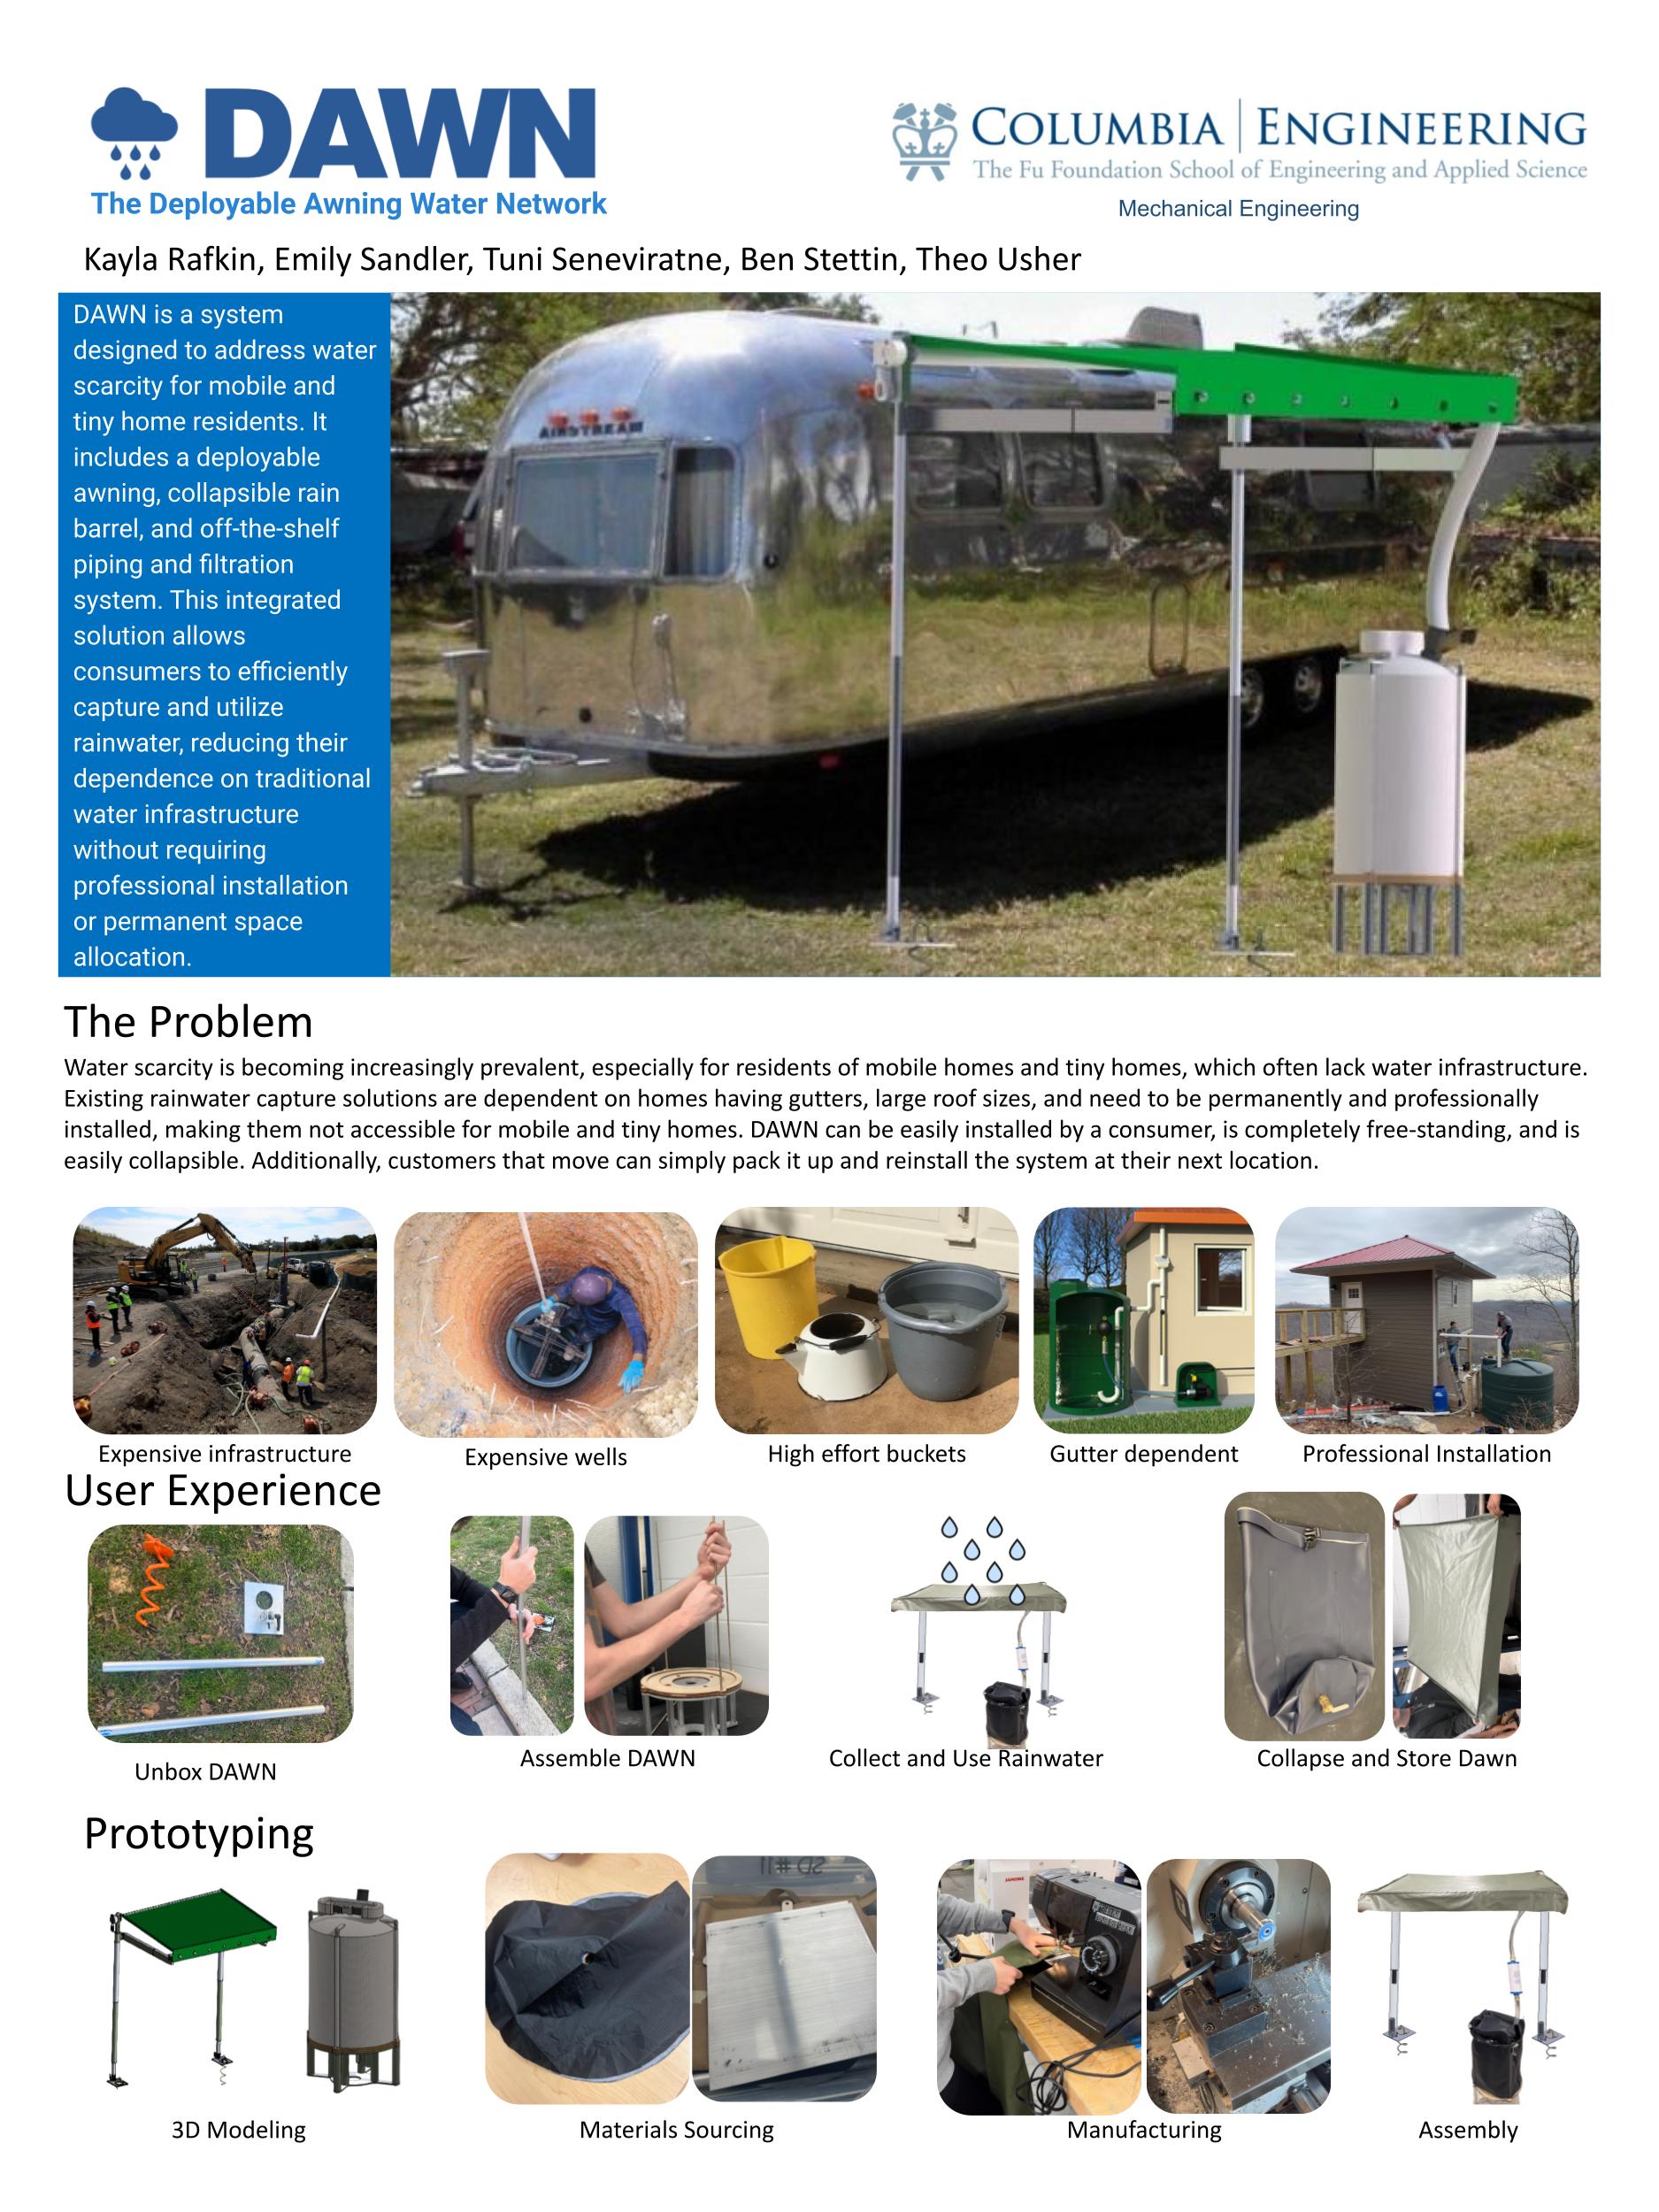 DAWN
The Deployable Awning Water Network
COLUMBIA | ENGINEERING
The Fu Foundation School of Engineering and Applied Science
Mechanical Engineering
Kayla Rafkin, Emily Sandler, Tuni Seneviratne, Ben Stettin, Theo Usher
DAWN is a system
designed to address water
scarcity for mobile and
tiny home residents. It
includes a deployable
awning, collapsible rain
barrel, and off-the-shelf
piping and filtration
system. This integrated
solution allows
consumers to efficiently
capture and utilize
rainwater, reducing their
dependence on traditional
water infrastructure
without requiring
professional installation
or permanent space
allocation.
AIRSTREAM
The Problem
Water scarcity is becoming increasingly prevalent, especially for residents of mobile homes and tiny homes, which often lack water infrastructure.
Existing rainwater capture solutions are dependent on homes having gutters, large roof sizes, and need to be permanently and professionally
installed, making them not accessible for mobile and tiny homes. DAWN can be easily installed by a consumer, is completely free-standing, and is
easily collapsible. Additionally, customers that move can simply pack it up and reinstall the system at their next location.
Expensive infrastructure
Expensive wells
High effort buckets
Gutter dependent
Professional Installation
User Experience
Unbox DAWN
Assemble DAWN
Collect and Use Rainwater
Collapse and Store Dawn
Prototyping
JANOME
3D Modeling
Materials Sourcing
Manufacturing
Assembly